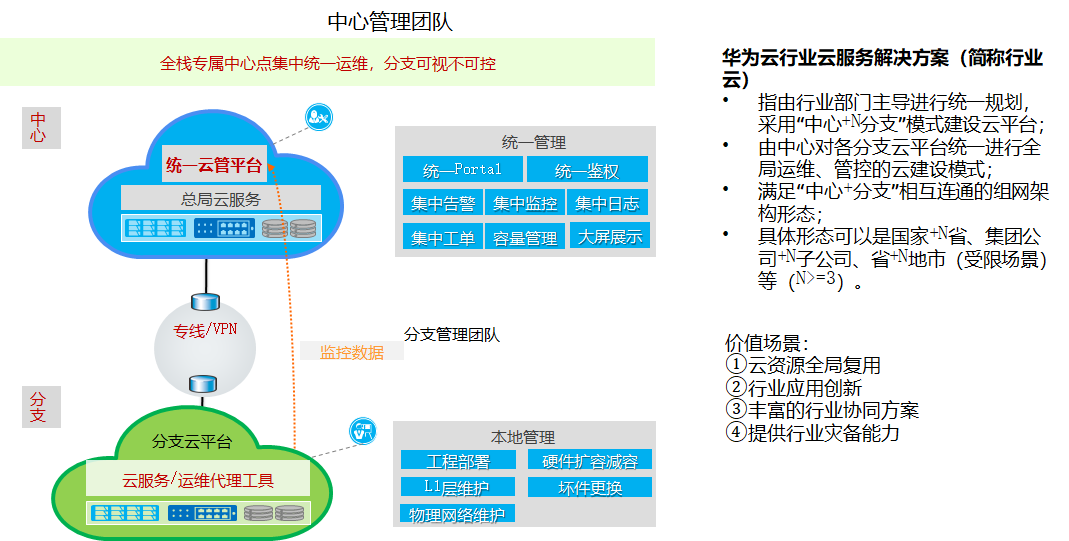 中心管理团队
全栈专属中心点集中统一运维，分支可视不可控
中心
统一云管平台
总局云服务
统一管理
统一Portal
统一鉴权
集中告警
集中监控
集中日志
集中工单
容量管理
大屏展示
专线/VPN
监控数据
分支管理团队
分支
分支云平台
云服务/运维代理工具
本地管理
工程部署
硬件扩容减容
L1层维护
坏件更换
物理网络维护
华为云行业云服务解决方案（简称行业
云）
• 指由行业部门主导进行统一规划，
采用“中心+N分支”模式建设云平台；
• 由中心对各分支云平台统一进行全
局运维、管控的云建设模式；
• 满足“中心+分支”相互连通的组网架
构形态；
• 具体形态可以是国家+N省、集团公
司+N子公司、省+N地市（受限场景）
等（N>=3）。
价值场景：
①云资源全局复用
②行业应用创新
③丰富的行业协同方案
④提供行业灾备能力